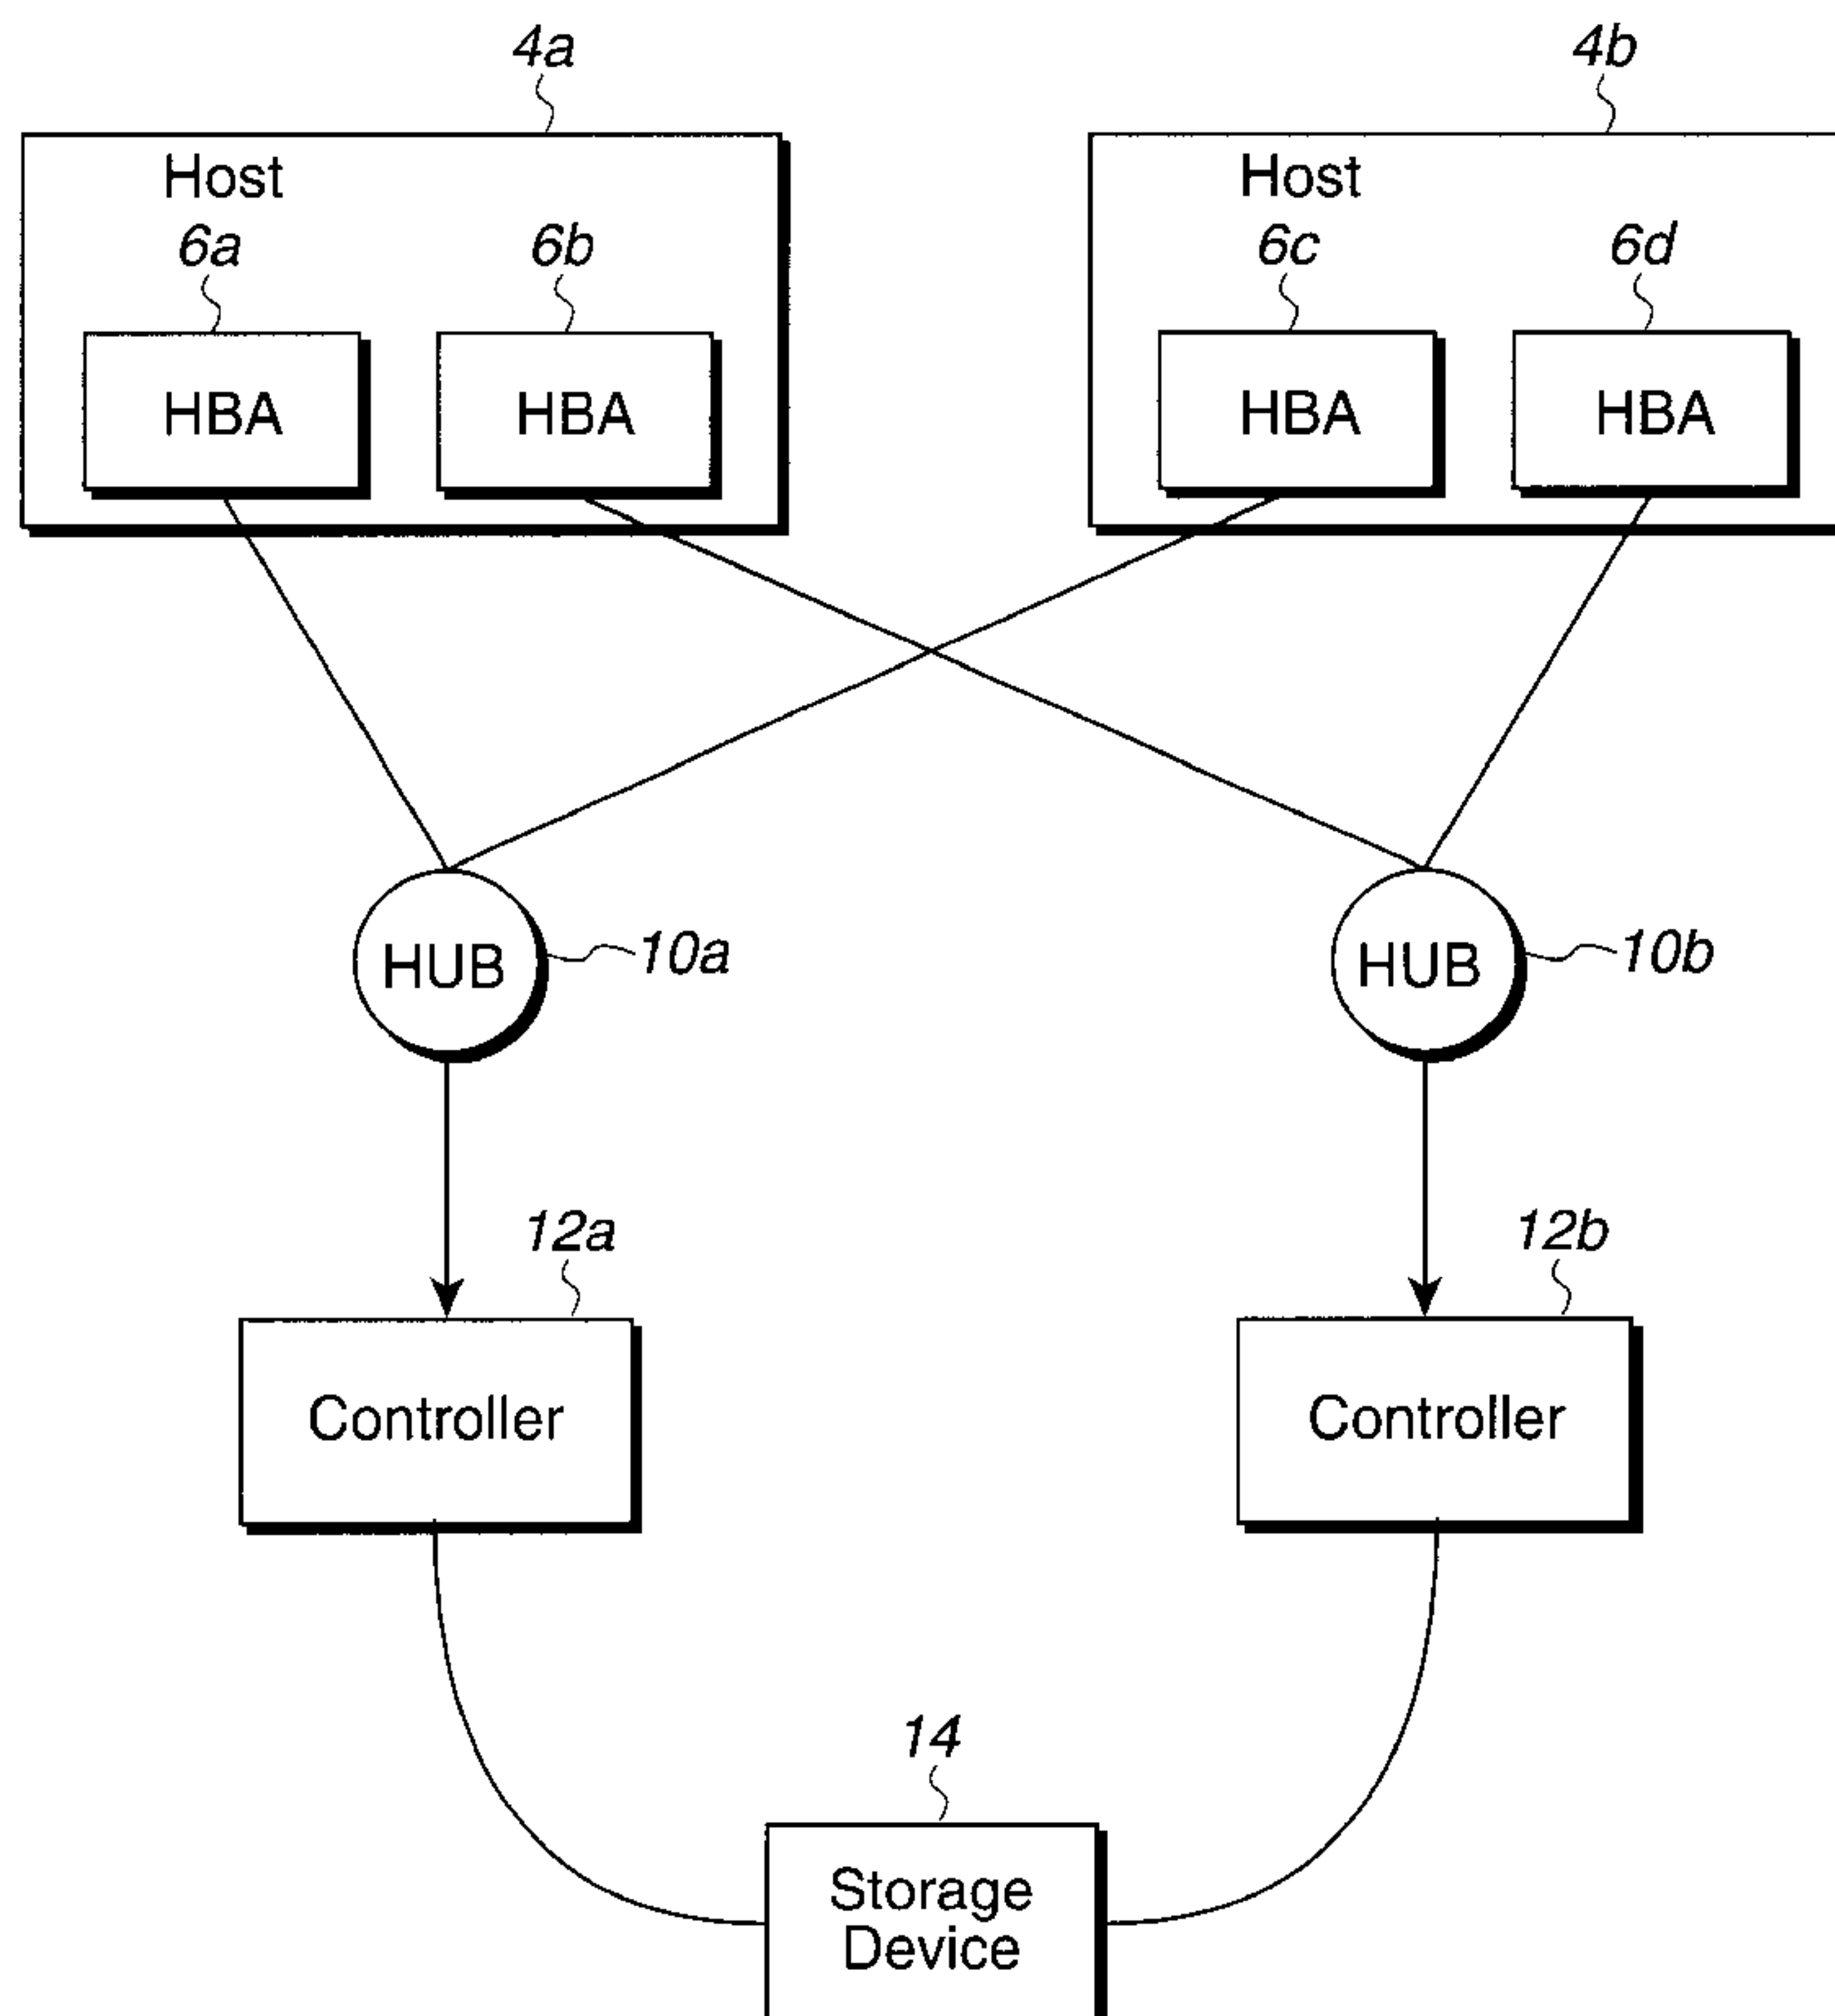 4a 4b
Host Host
6a 6b 6c 6d
HBA HBA HBA HBA
HUB 10a HUB 10b
12a 12b
Controller Controller
14
Storage
Device